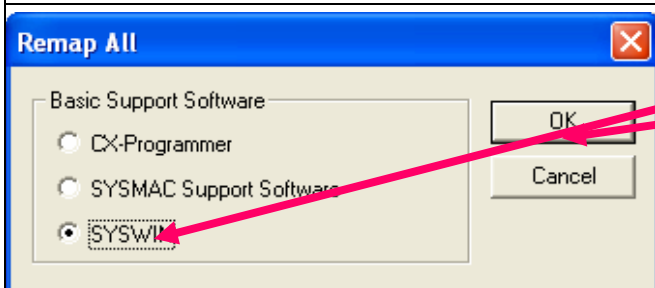 Remap All
Basic Support Software
OK
CX-Programmer
Cancel
SYSMAC Support Software
SYSWIN